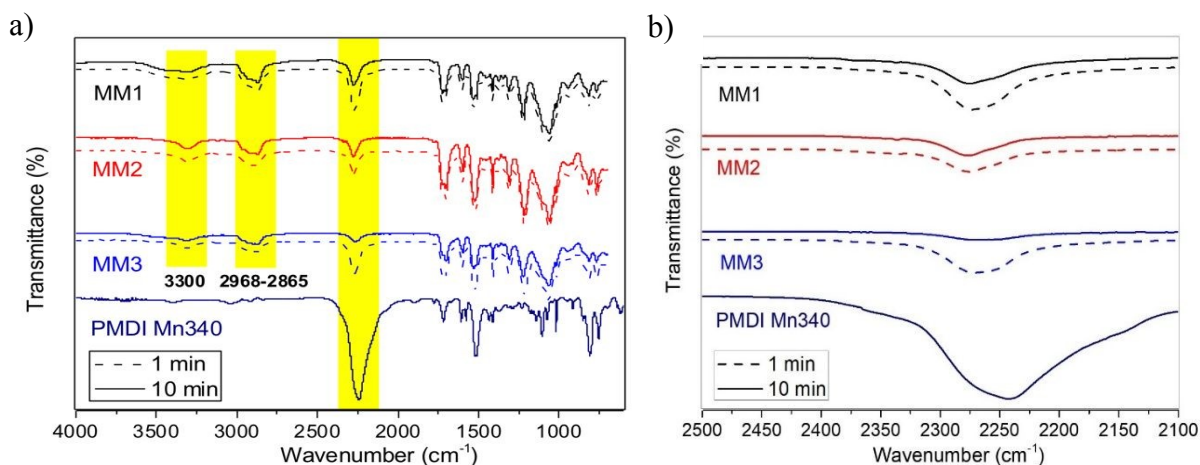 a)
Transmittance (%)
MM1
MM2
MM3
3300 2968-2865
PMDI Mn340
1 min
10 min
4000 3500 3000 2500 2000 1500 1000
Wavenumber (cm⁻¹)
b)
Transmittance (%)
MM1
MM2
MM3
PMDI Mn340
1 min
10 min
2500 2450 2400 2350 2300 2250 2200 2150 2100
Wavenumber (cm⁻¹)